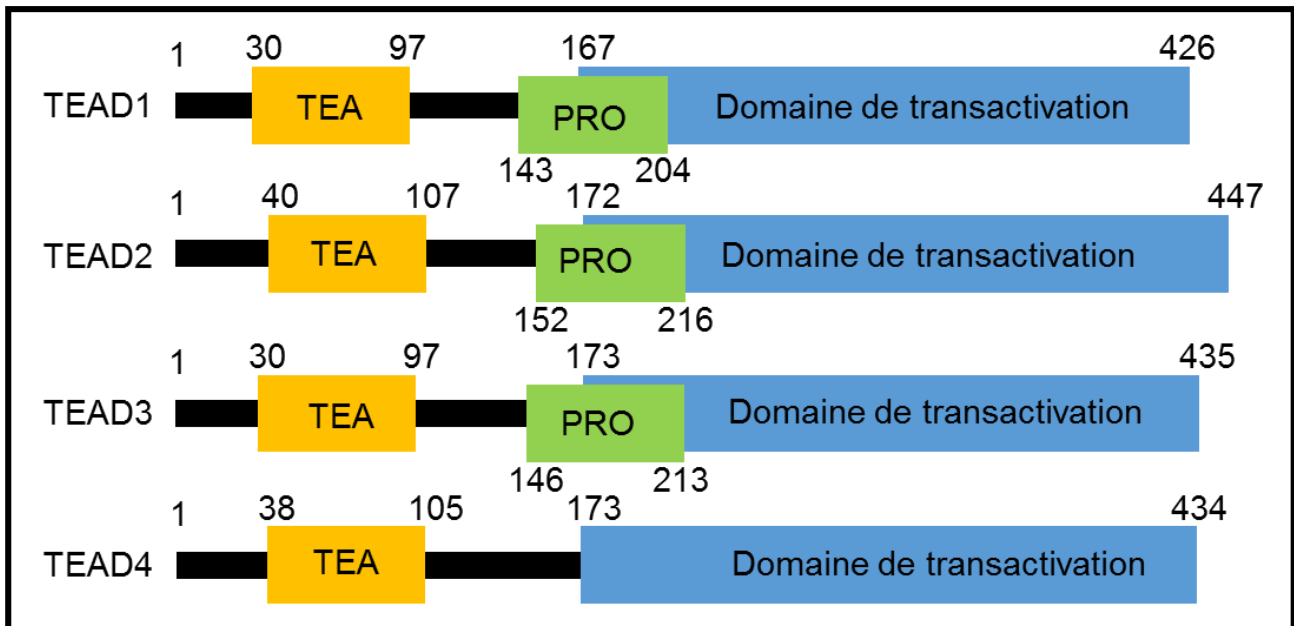 1 30 97 167 426
TEAD1 TEA PRO Domaine de transactivation
143 204
1 40 107 172 447
TEAD2 TEA PRO Domaine de transactivation
152 216
1 30 97 173 435
TEAD3 TEA PRO Domaine de transactivation
146 213
1 38 105 173 434
TEAD4 TEA Domaine de transactivation